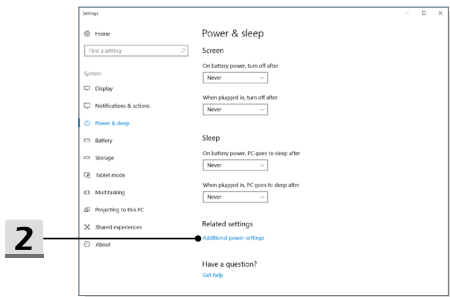 Settings
Home
Find a setting
System
Display
Notifications & actions
Power & sleep
Battery
Storage
Tablet mode
Multitasking
Projecting to this PC
Shared experiences
About
Power & sleep
Screen
On battery power, turn off after
Never
When plugged in, turn off after
Never
Sleep
On battery power, PC goes to sleep after
Never
When plugged in, PC goes to sleep after
Never
Related settings
Additional power settings
Have a question?
Get help
2